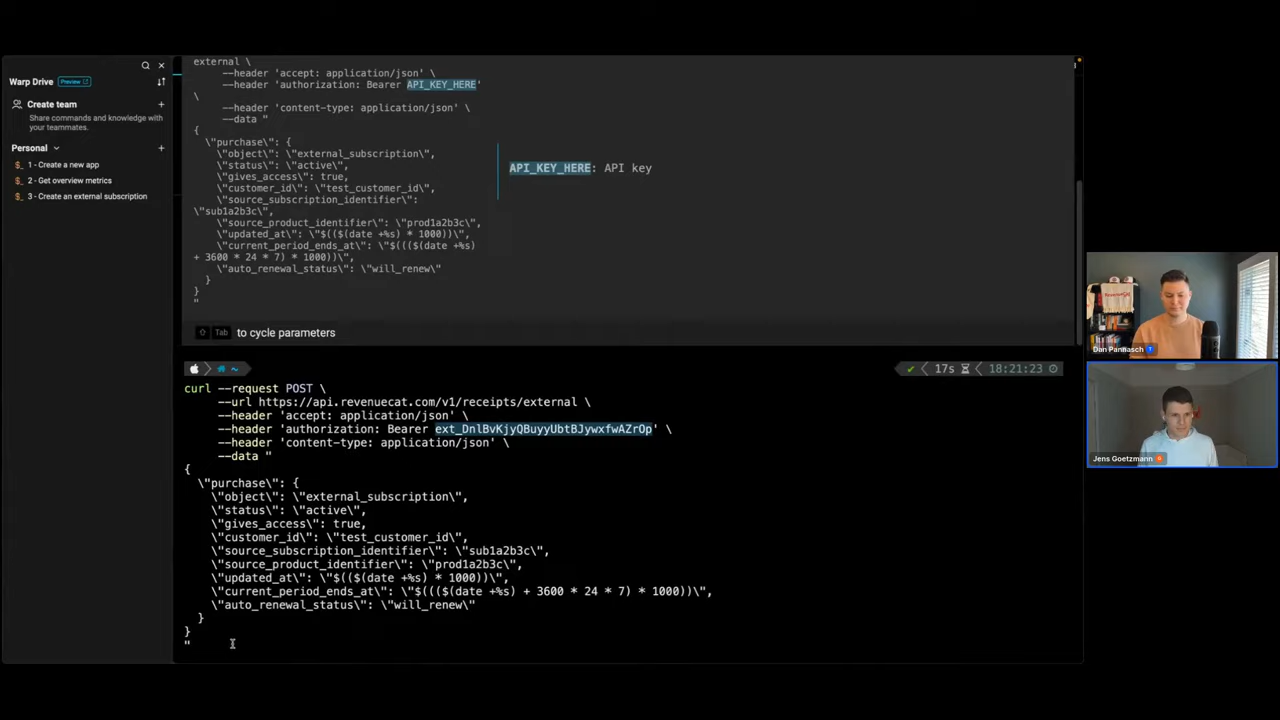 Warp Drive
Preview
Create team
Share commands and knowledge with
your teammates.
Personal
1 - Create a new app
2 - Get overview metrics
3 - Create an external subscription
external \
--header 'accept: application/json' \
--header 'authorization: Bearer API_KEY_HERE'
\
--header 'content-type: application/json' \
--data "
{
\"purchase\": {
\"object\": \"external_subscription\",
\"status\": \"active\",
\"gives_access\": true,
\"customer_id\": \"test_customer_id\",
\"source_subscription_identifier\":
\"sub1a2b3c\",
\"source_product_identifier\": \"prod1a2b3c\",
\"updated_at\": \"$(($(date +%s) * 1000))\",
\"current_period_ends_at\": \"$((($(date +%s)
+ 3600 * 24 * 7) * 1000))\",
\"auto_renewal_status\": \"will_renew\"
}
}
"
API_KEY_HERE: API key
Tab to cycle parameters
~
17s
18:21:23
curl --request POST \
--url https://api.revenuecat.com/v1/receipts/external \
--header 'accept: application/json' \
--header 'authorization: Bearer ext_DnlBvKjyQBuyyUbtBJywxfwAZrOp' \
--header 'content-type: application/json' \
--data "
{
\"purchase\": {
\"object\": \"external_subscription\",
\"status\": \"active\",
\"gives_access\": true,
\"customer_id\": \"test_customer_id\",
\"source_subscription_identifier\": \"sub1a2b3c\",
\"source_product_identifier\": \"prod1a2b3c\",
\"updated_at\": \"$(($(date +%s) * 1000))\",
\"current_period_ends_at\": \"$((($(date +%s) + 3600 * 24 * 7) * 1000))\",
\"auto_renewal_status\": \"will_renew\"
}
}
"
Dan Pannasch
Jens Goetzmann